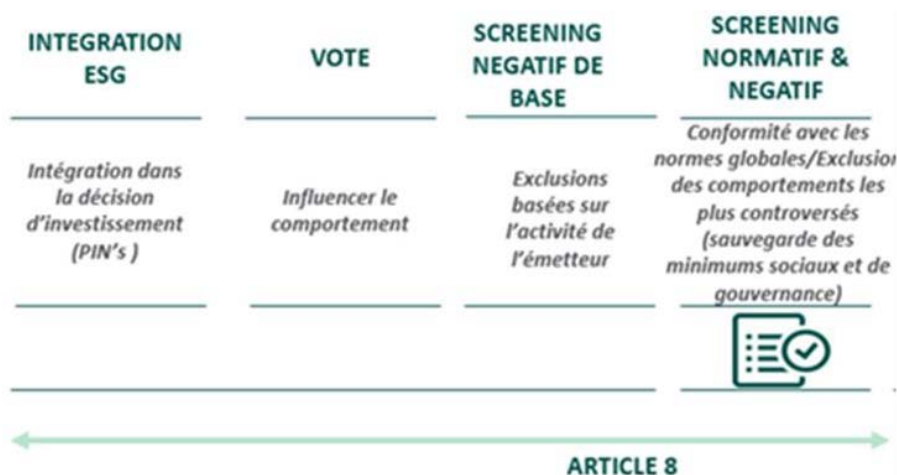 INTEGRATION
ESG
VOTE
SCREENING
NEGATIF DE
BASE
SCREENING
NORMATIF &
NEGATIF
Intégration dans
la décision
d'investissement
(PIN's )
Influencer le
comportement
Exclusions
basées sur
l'activité de
l'émetteur
Conformité avec les
normes globales/Exclusion
des comportements les
plus controversés
(sauvegarde des
minimums sociaux et de
gouvernance)
ARTICLE 8